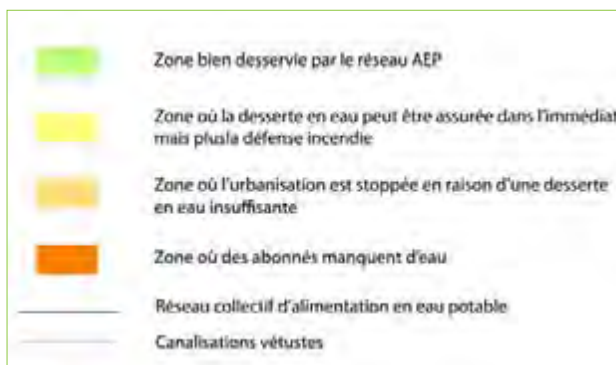 Zone bien desservie par le réseau AEP
Zone où la desserte en eau peut être assurée dans l'immédiat
mais plusla défense incendie
Zone où l'urbanisation est stoppée en raison d'une desserte
en eau insuffisante
Zone où des abonnés manquent d'eau
Réseau collectif d'alimentation en eau potable
Canalisations vétustes